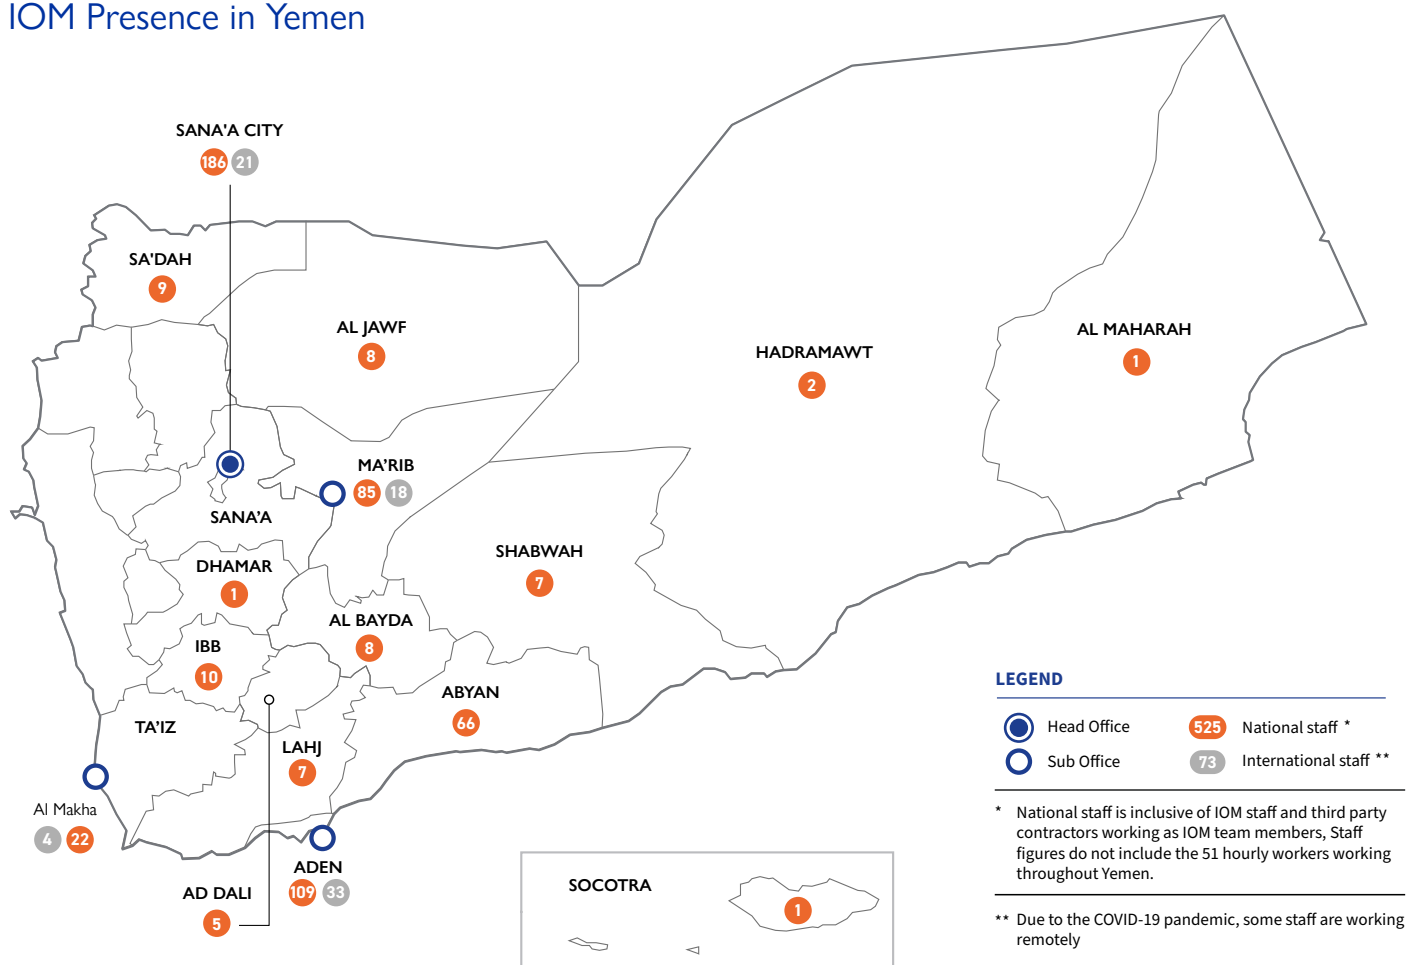 IOM Presence in Yemen
SANA'A CITY
186 21
SA'DAH
9
AL JAWF
8
HADRAMAWT
2
AL MAHARAH
1
MA’RIB
85 18
SANA’A
SHABWAH
7
DHAMAR
1
AL BAYDA
8
IBB
10
ABYAN
66
TA’IZ
LAHJ
7
Al Makha
4 22
ADEN
109 33
AD DALI
5
SOCOTRA
1
LEGEND
Head Office
525 National staff *
Sub Office
73 International staff **
* National staff is inclusive of IOM staff and third party
contractors working as IOM team members, Staff
figures do not include the 51 hourly workers working
throughout Yemen.
** Due to the COVID-19 pandemic, some staff are working
remotely